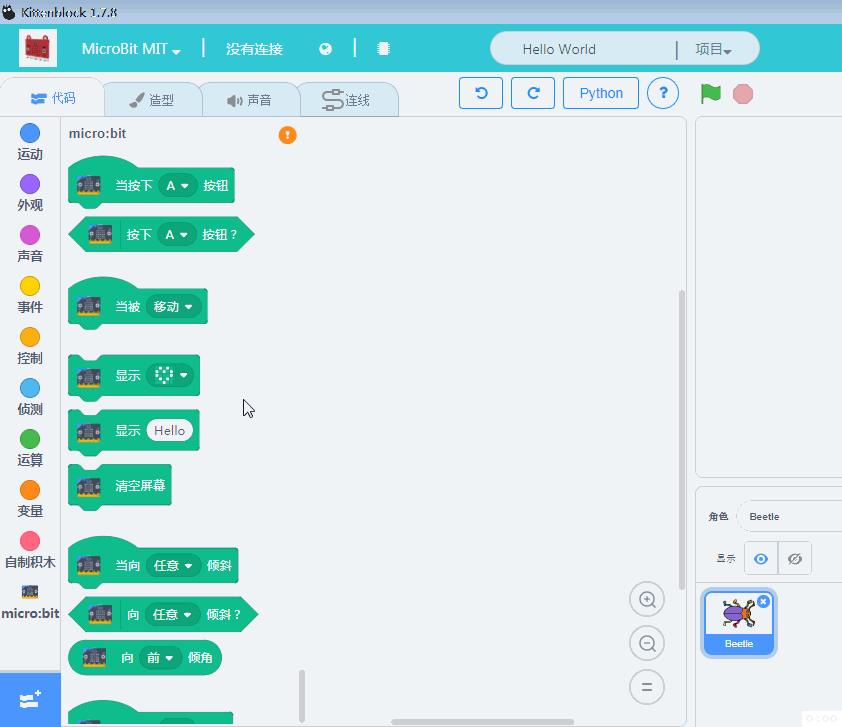 Kittenblock 1.7.8
MicroBit MIT 没有连接 Hello World 项目
代码 造型 声音 连线 Python ?
micro:bit
运动
外观
声音
事件
控制
侦测
运算
变量
自制积木
micro:bit
当按下 A 按钮
按下 A 按钮?
当被 移动
显示
显示 Hello
清空屏幕
当向 任意 倾斜
向 任意 倾斜?
向 前 倾角
角色 Beetle
显示
Beetle
0:00